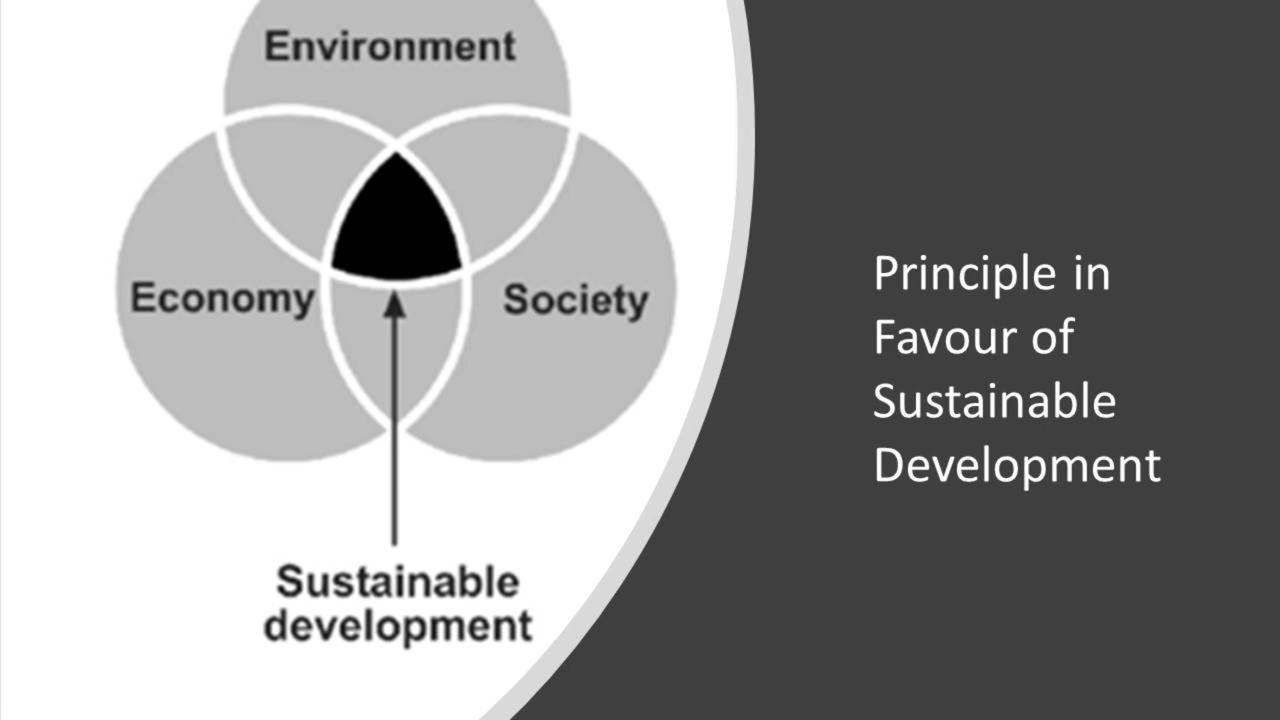 Environment
Economy
Society
Sustainable
development
Principle in
Favour of
Sustainable
Development